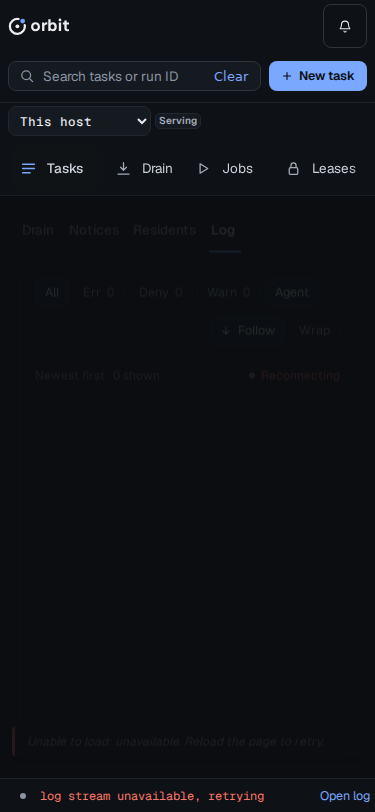 orbit
Search tasks or run ID Clear + New task
This host Serving
Tasks Drain Jobs Leases
Drain Notices Residents Log
All Err 0 Deny 0 Warn 0 Agent
↓ Follow Wrap
Newest first 0 shown Reconnecting
Unable to load: unavailable. Reload the page to retry.
log stream unavailable, retrying Open log